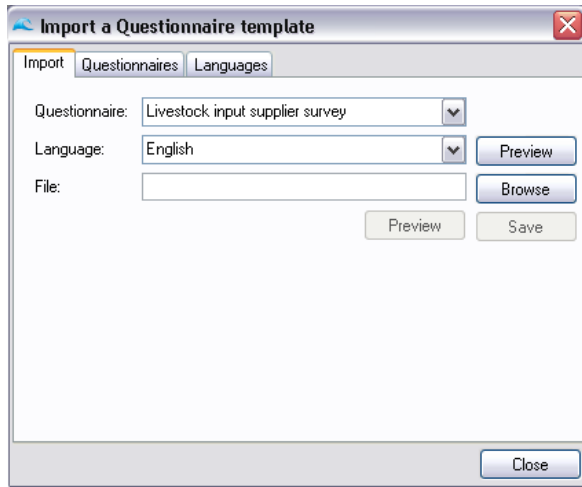 Import a Questionnaire template
Import Questionnaires Languages
Questionnaire: Livestock input supplier survey
Language: English Preview
File: Browse
Preview Save
Close